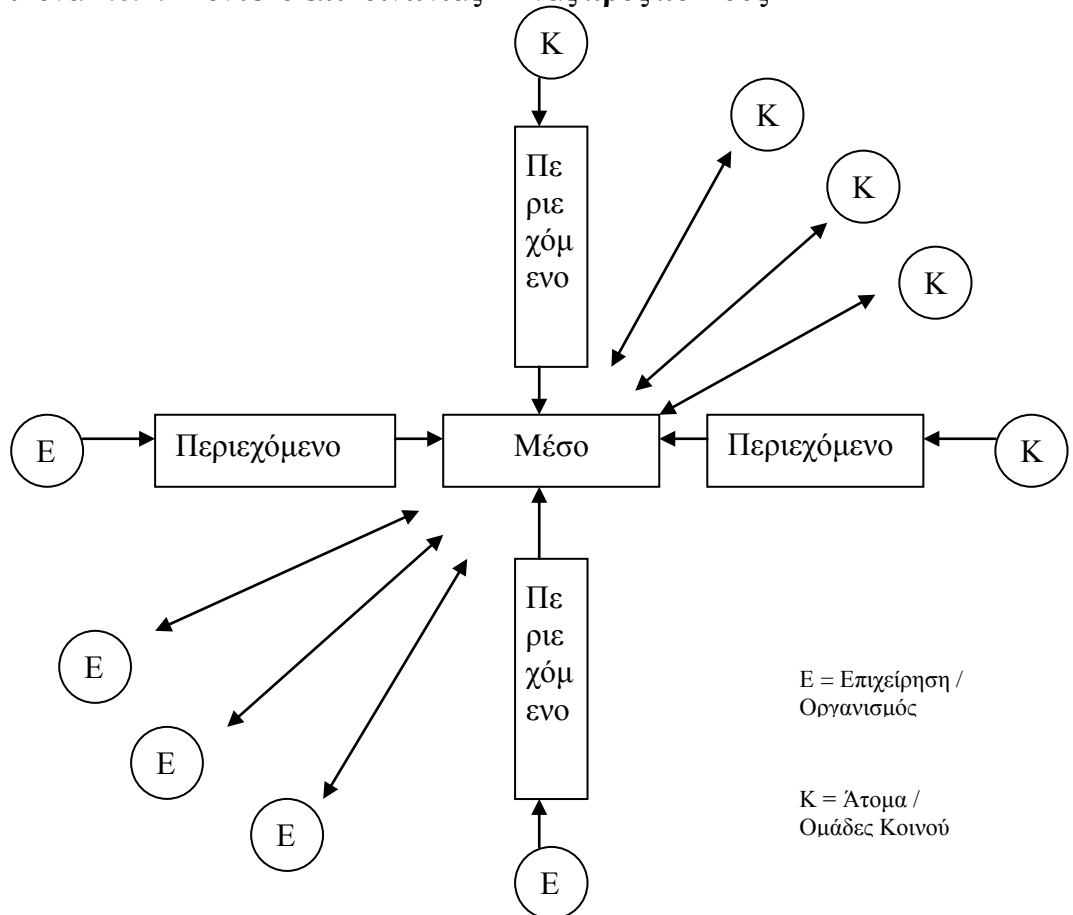 Κ
Κ
Πε
ριε
χόμ
ενο
Κ
Κ
Ε
Περιεχόμενο
Μέσο
Περιεχόμενο
Κ
Πε
ριε
χόμ
ενο
Ε
Ε
Ε
Ε
Ε = Επιχείρηση /
Οργανισμός
Κ = Άτομα /
Ομάδες Κοινού